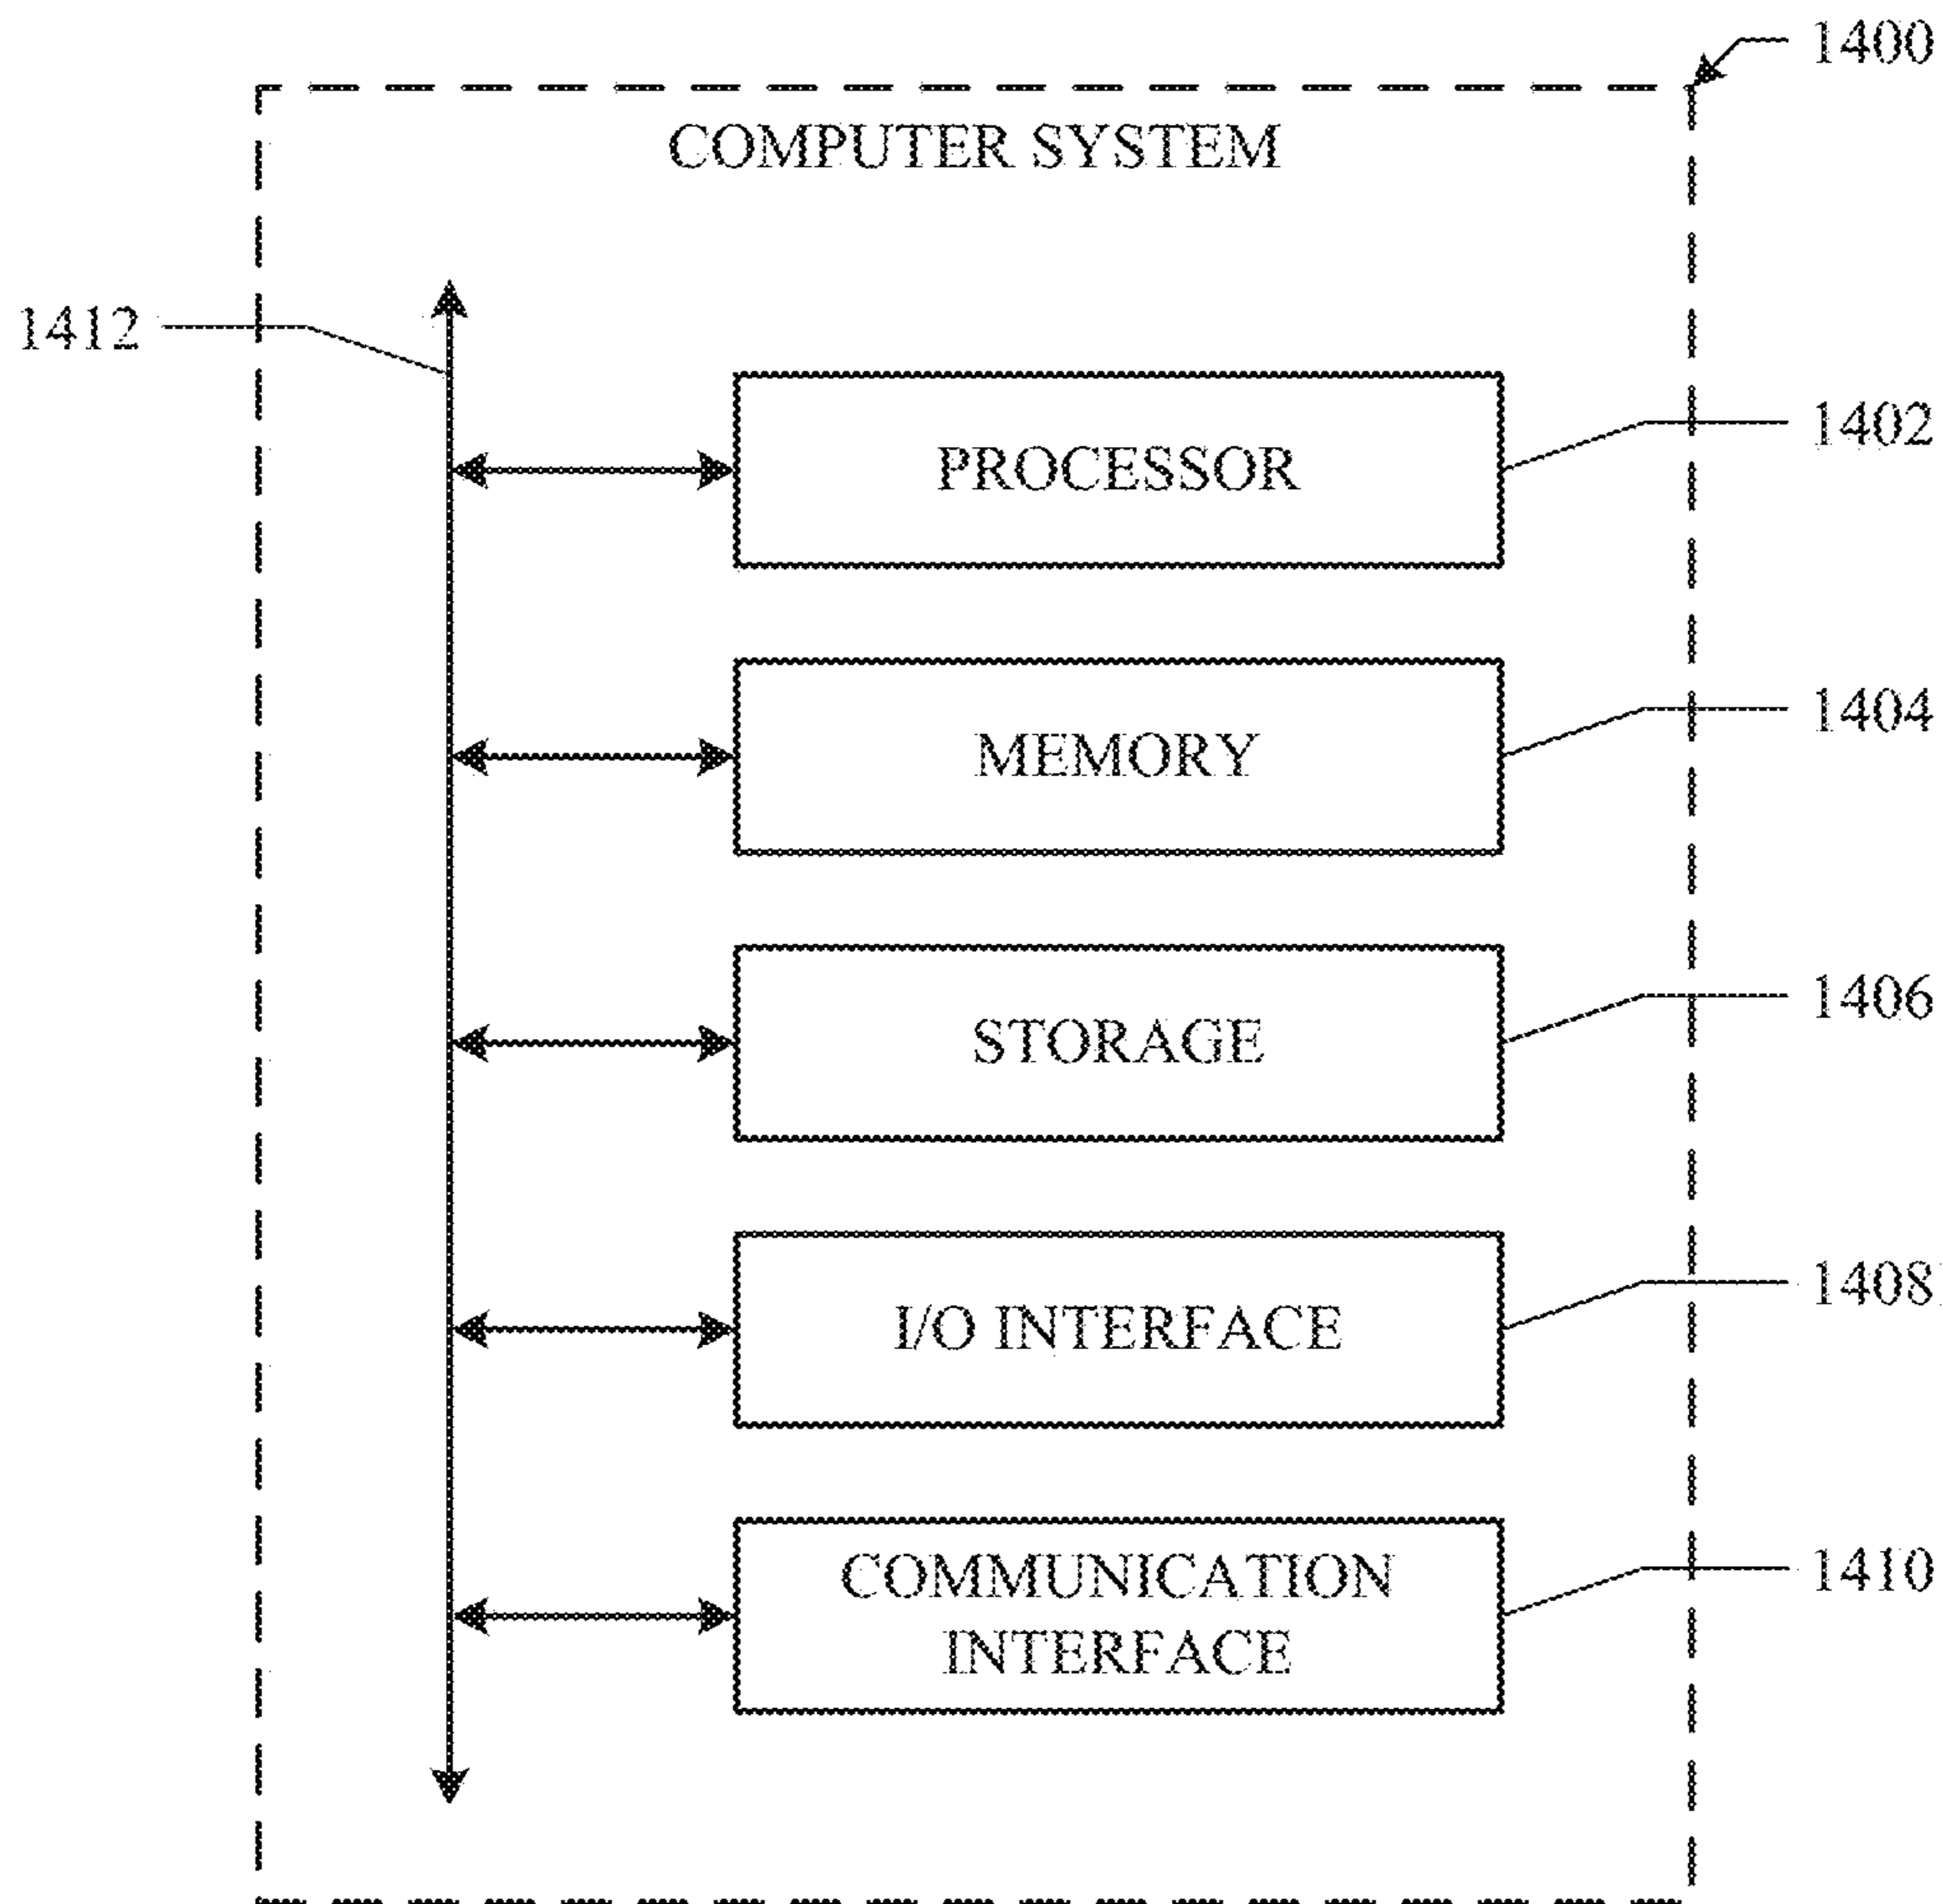 1400
COMPUTER SYSTEM
1412
PROCESSOR
1402
MEMORY
1404
STORAGE
1406
I/O INTERFACE
1408
COMMUNICATION
INTERFACE
1410